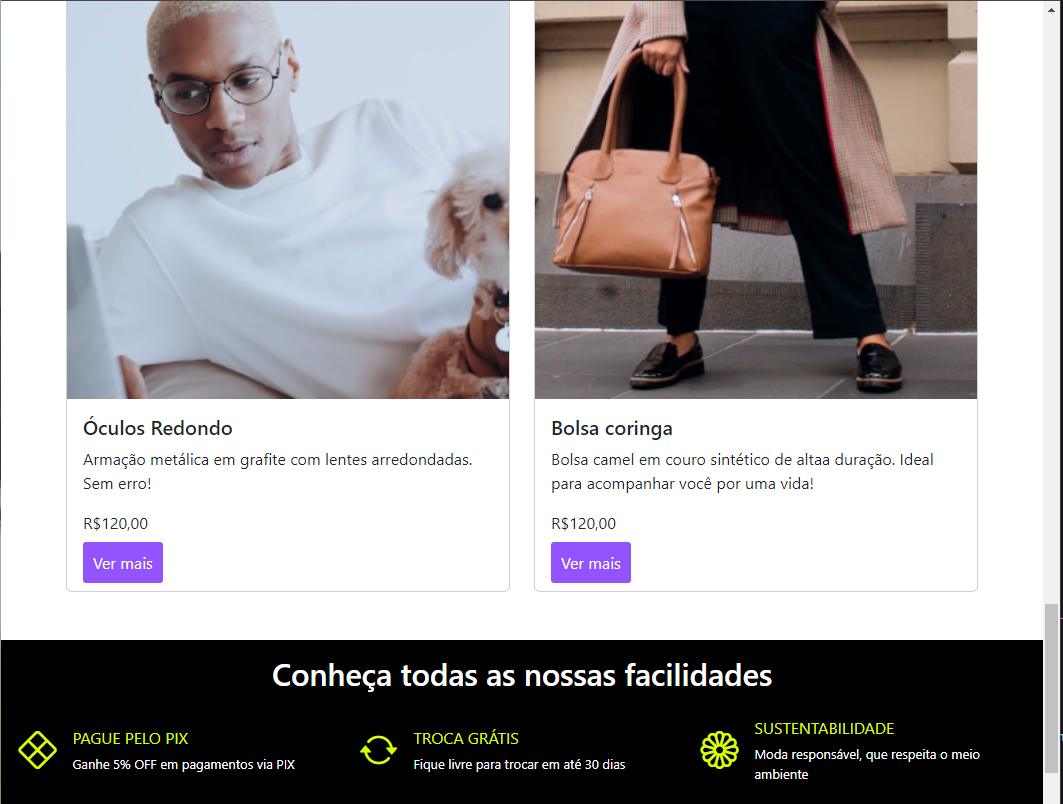 Óculos Redondo
Armação metálica em grafite com lentes arredondadas.
Sem erro!
R$120,00
Ver mais
Bolsa coringa
Bolsa camel em couro sintético de altaa duração. Ideal
para acompanhar você por uma vida!
R$120,00
Ver mais
Conheça todas as nossas facilidades
PAGUE PELO PIX
Ganhe 5% OFF em pagamentos via PIX
TROCA GRÁTIS
Fique livre para trocar em até 30 dias
SUSTENTABILIDADE
Moda responsável, que respeita o meio
ambiente